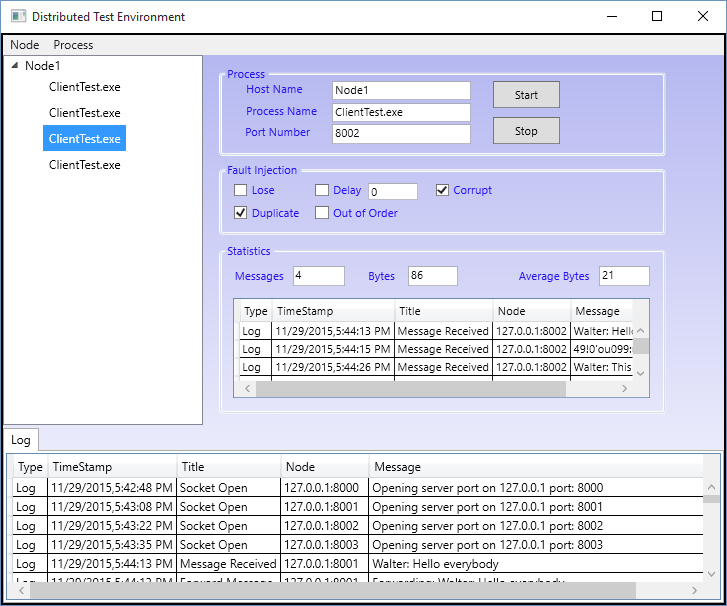 Distributed Test Environment
Node Process
Node1
ClientTest.exe
ClientTest.exe
ClientTest.exe
ClientTest.exe
Process
Host Name Node1
Process Name ClientTest.exe
Port Number 8002
Start
Stop
Fault Injection
Lose Delay 0 Corrupt
Duplicate Out of Order
Statistics
Messages 4 Bytes 86 Average Bytes 21
Type TimeStamp Title Node Message
Log 11/29/2015,5:44:13 PM Message Received 127.0.0.1:8002 Walter: Hello
Log 11/29/2015,5:44:15 PM Message Received 127.0.0.1:8002
Log 11/29/2015,5:44:26 PM Message Received 127.0.0.1:8002 Walter: This
Log
Type TimeStamp Title Node Message
Log 11/29/2015,5:42:48 PM Socket Open 127.0.0.1:8000 Opening server port on 127.0.0.1 port: 8000
Log 11/29/2015,5:43:08 PM Socket Open 127.0.0.1:8001 Opening server port on 127.0.0.1 port: 8001
Log 11/29/2015,5:43:22 PM Socket Open 127.0.0.1:8002 Opening server port on 127.0.0.1 port: 8002
Log 11/29/2015,5:43:35 PM Socket Open 127.0.0.1:8003 Opening server port on 127.0.0.1 port: 8003
Log 11/29/2015,5:44:13 PM Message Received 127.0.0.1:8001 Walter: Hello everybody
Log 11/29/2015,5:44:13 PM Forward Message 127.0.0.1:8001 Forwarding: Walter: Hello everybody